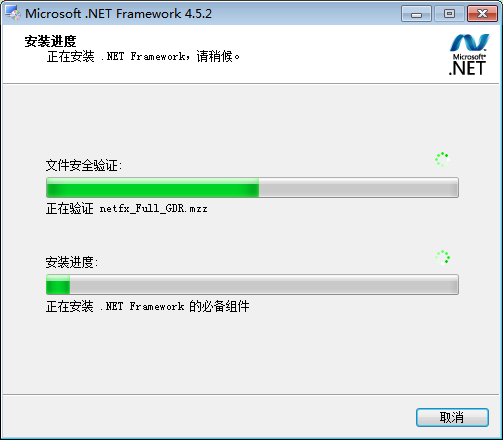 Microsoft .NET Framework 4.5.2
安装进度
正在安装 .NET Framework，请稍候。
Microsoft
.NET
文件安全验证:
正在验证 netfx_Full_GDR.mzz
安装进度:
正在安装 .NET Framework 的必备组件
取消